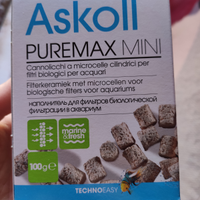 Askoll
PUREMAX MINI
Cannolicchi a microcelle cilindrici per
filtri biologici per acquari
Filterkeramiek met microcellen voor
biologische filters voor aquariums
наполнитель для фильтров биологической
фильтрации в аквариум
marine
& fresh
100g℮
TECHNOEASY